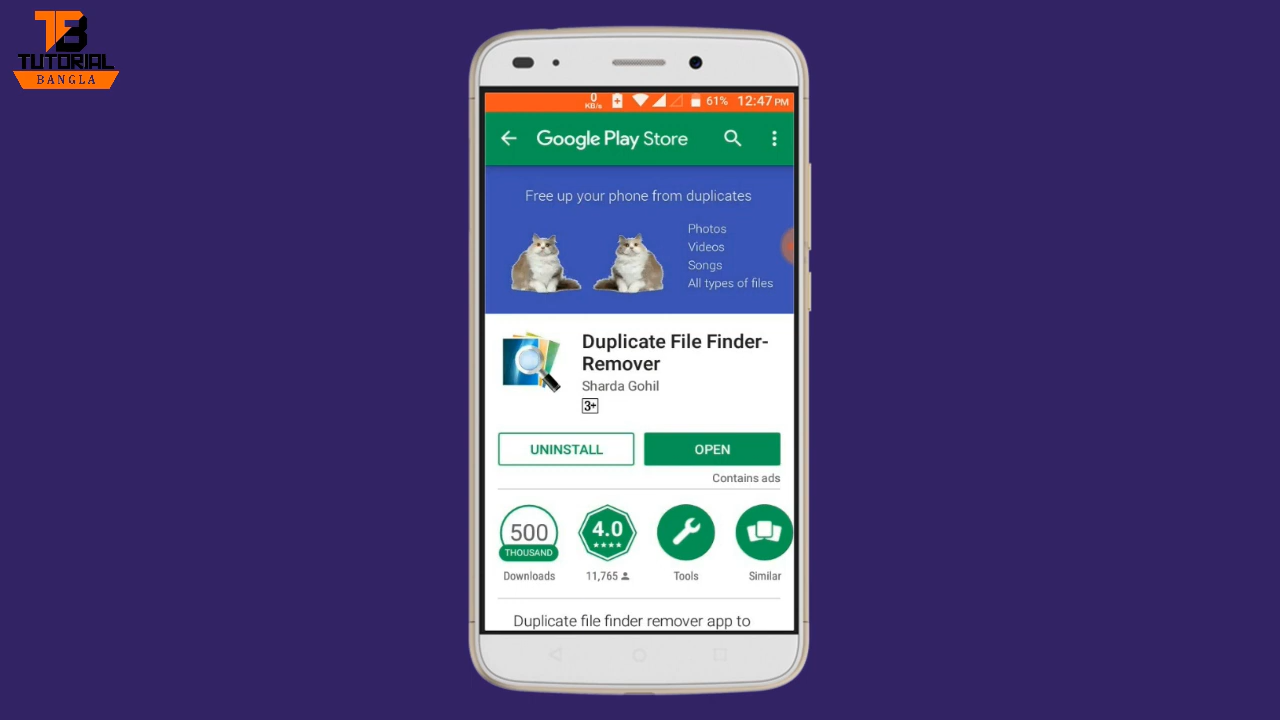 TB
TUTORIAL
BANGLA
0
KB/s
61% 12:47 PM
Google Play Store
Free up your phone from duplicates
Photos
Videos
Songs
All types of files
Duplicate File Finder-
Remover
Sharda Gohil
3+
UNINSTALL
OPEN
Contains ads
500
THOUSAND
Downloads
4.0
11,765
Tools
Similar
Duplicate file finder remover app to